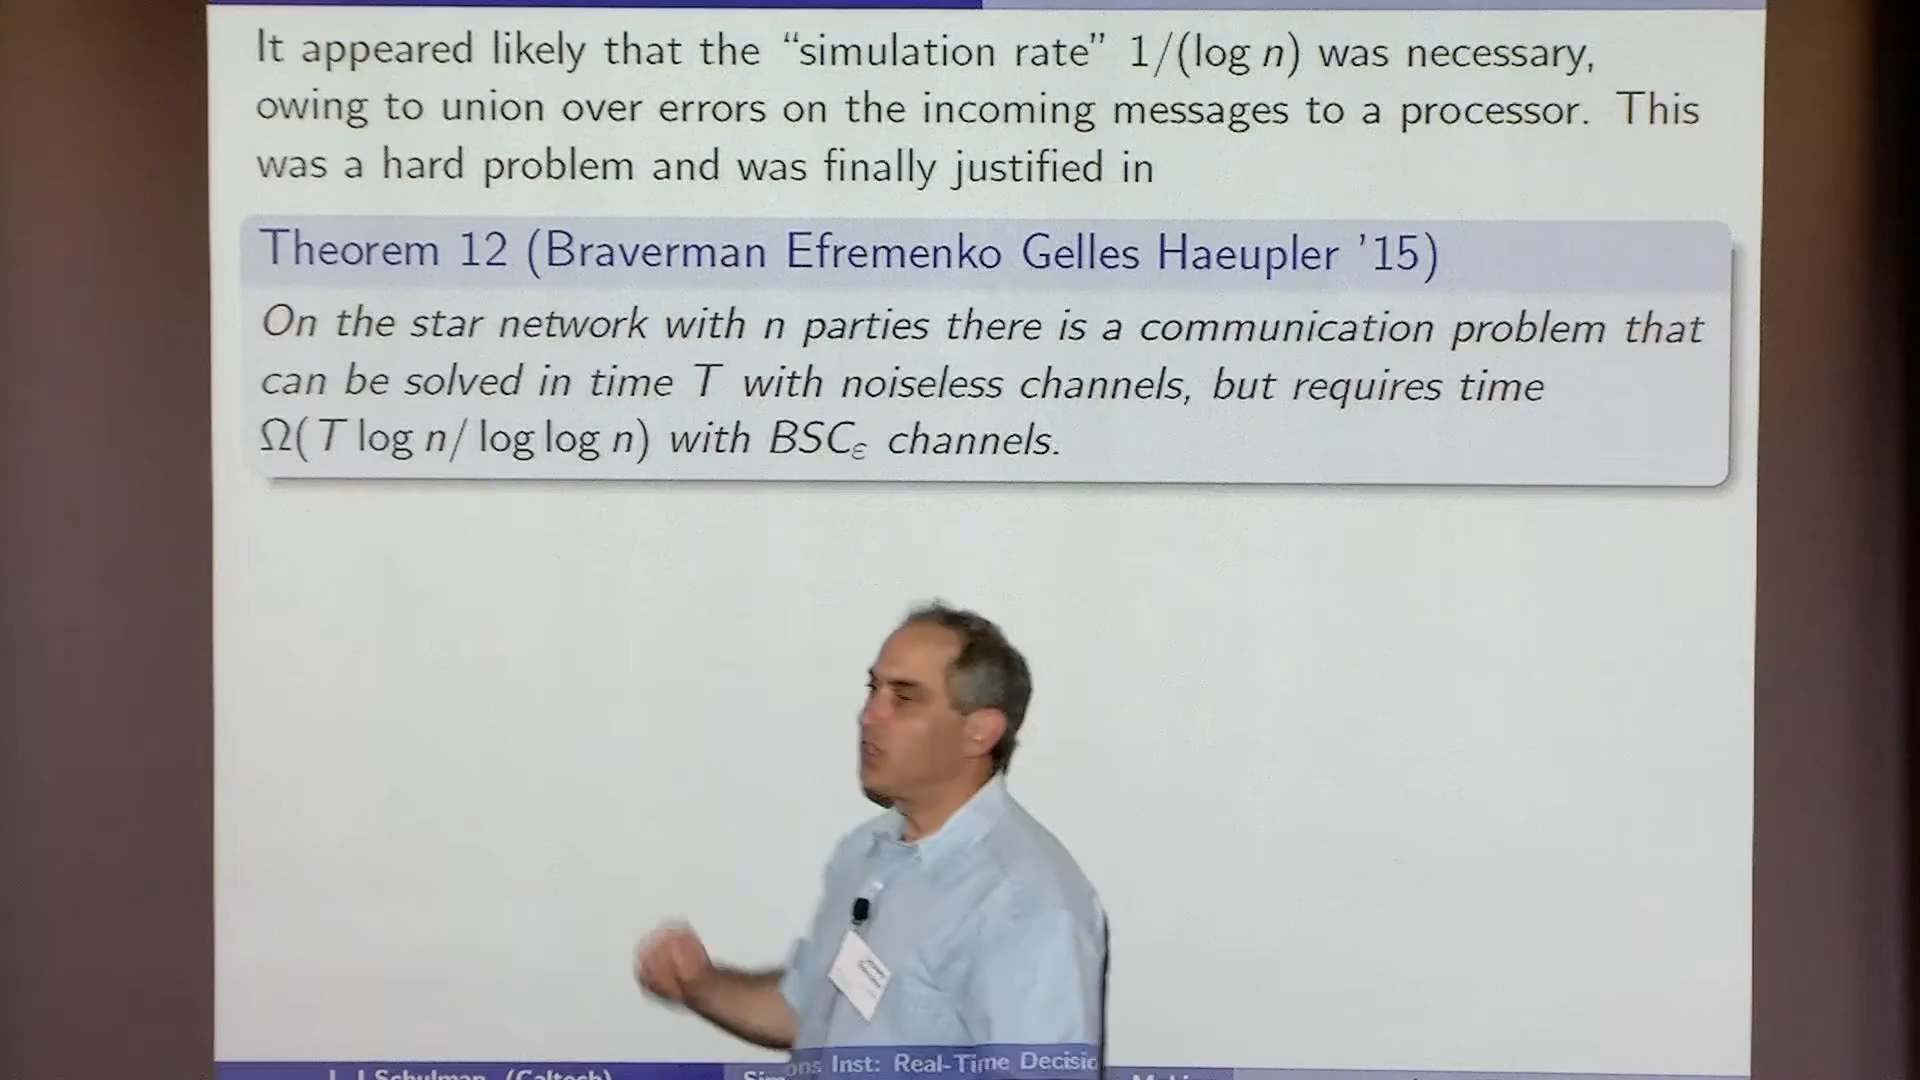 It appeared likely that the “simulation rate” 1/(log n) was necessary,
owing to union over errors on the incoming messages to a processor. This
was a hard problem and was finally justified in
Theorem 12 (Braverman Efremenko Gelles Haeupler ’15)
On the star network with n parties there is a communication problem that
can be solved in time T with noiseless channels, but requires time
Ω(T log n/ log log n) with BSCε channels.
Schulman (Caltech) Inst: Real-Time